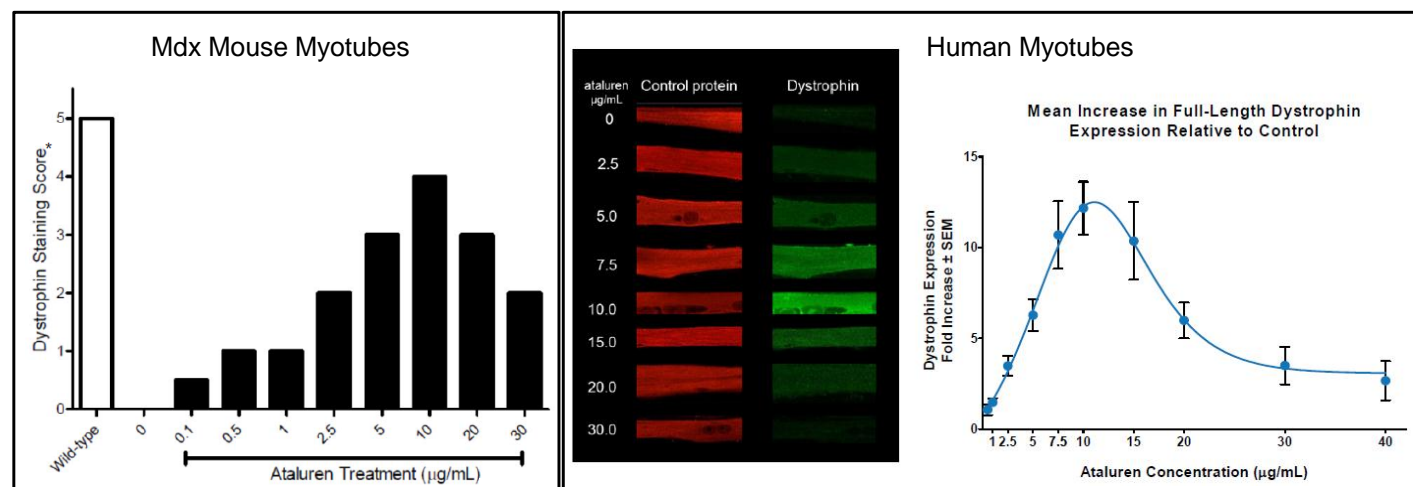 Mdx Mouse Myotubes
Dystrophin Staining Score*
5
4
3
2
1
0
Wild-type
0
0.1
0.5
1
2.5
5
10
20
30
Ataluren Treatment (µg/mL)
Human Myotubes
ataluren
µg/mL
Control protein
Dystrophin
0
2.5
5.0
7.5
10.0
15.0
20.0
30.0
Mean Increase in Full-Length Dystrophin
Expression Relative to Control
Dystrophin Expression
Fold Increase ± SEM
15
10
5
0
1 2.5 5 7.5 10 15 20 30 40
Ataluren Concentration (µg/mL)